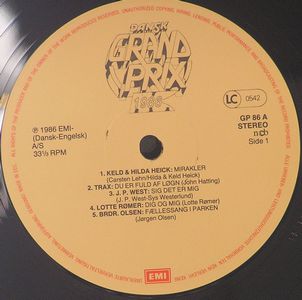 DANSK
GRAND
PRIX
1986
℗ 1986 EMI-
(Dansk-Engelsk)
A/S
33⅓ RPM
LC 0542
GP 86 A
STEREO
n©b
Side 1
1. KELD & HILDA HEICK: MIRAKLER
(Carsten Lehn/Hilda & Keld Heick)
2. TRAX: DU ER FULD AF LØGN (John Hatting)
3. J. P. WEST: SIG DET ER MIG
(J. P. West-Sys Westerlund)
4. LOTTE RØMER: DIG OG MIG (Lotte Rømer)
5. BRDR. OLSEN: FÆLLESSANG I PARKEN
(Jørgen Olsen)
EMI